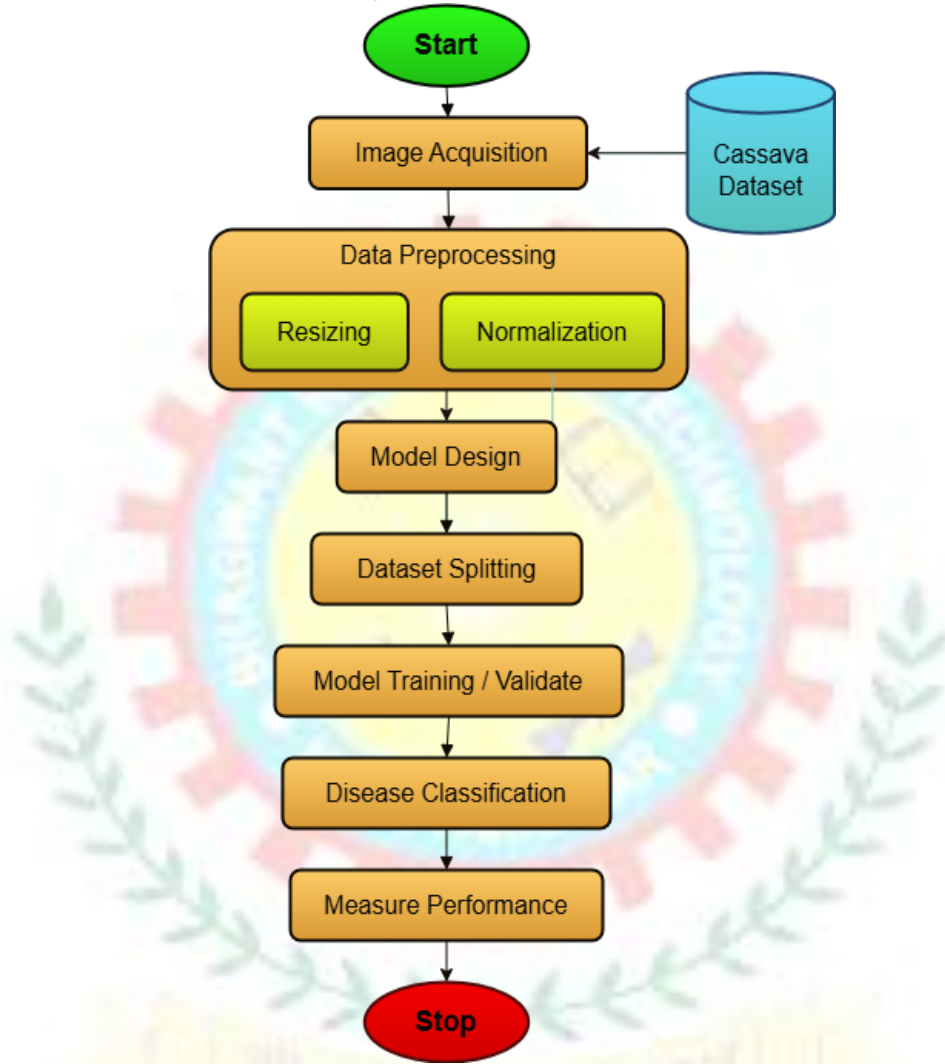 Start
Image Acquisition
Cassava
Dataset
Data Preprocessing
Resizing
Normalization
Model Design
Dataset Splitting
Model Training / Validate
Disease Classification
Measure Performance
Stop